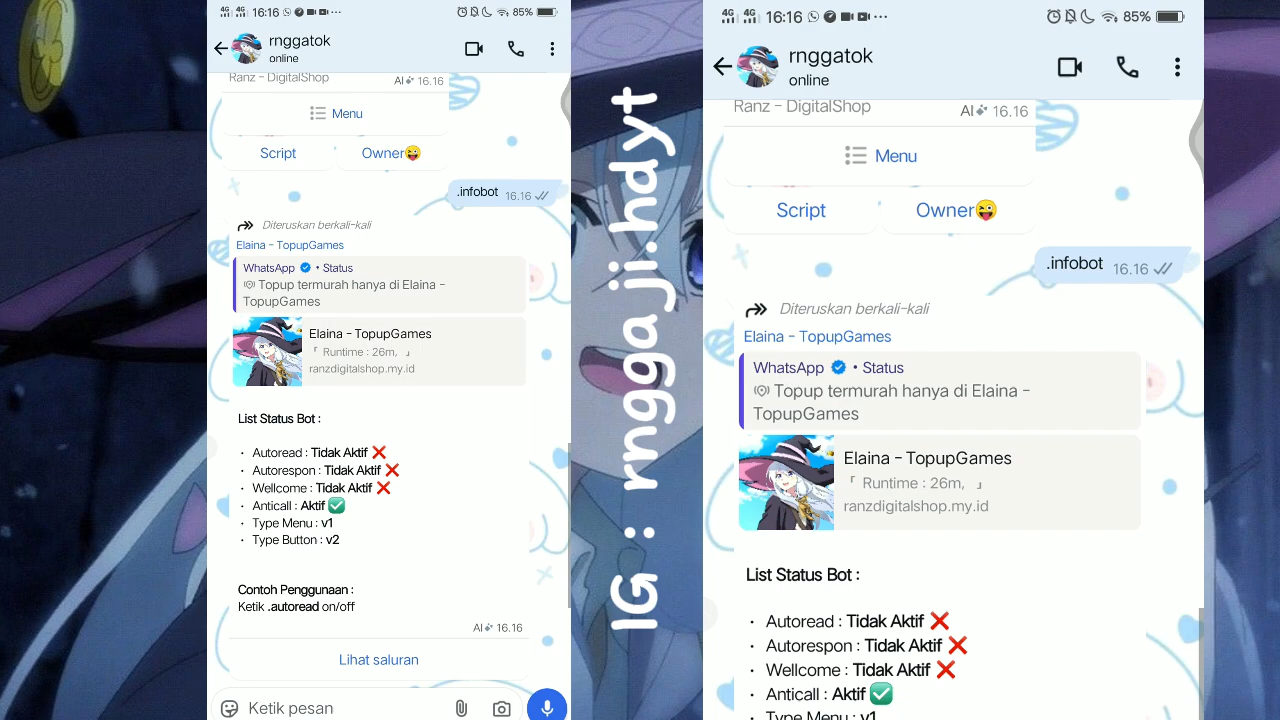 4G 4G 16:16 85%
rnggatok
online
Ranz - DigitalShop
AI 16.16
Menu
Script
Owner😜
.infobot 16.16
Diteruskan berkali-kali
Elaina - TopupGames
WhatsApp • Status
Topup termurah hanya di Elaina -
TopupGames
Elaina - TopupGames
「 Runtime : 26m, 」
ranzdigitalshop.my.id
List Status Bot :
• Autoread : Tidak Aktif ❌
• Autorespon : Tidak Aktif ❌
• Wellcome : Tidak Aktif ❌
• Anticall : Aktif ✅
• Type Menu : v1
• Type Button : v2
Contoh Penggunaan :
Ketik .autoread on/off
AI 16.16
Lihat saluran
Ketik pesan
IG : rnggaji.hdyt
4G 4G 16:16 85%
rnggatok
online
Ranz - DigitalShop
AI 16.16
Menu
Script
Owner😜
.infobot 16.16
Diteruskan berkali-kali
Elaina - TopupGames
WhatsApp • Status
Topup termurah hanya di Elaina -
TopupGames
Elaina - TopupGames
「 Runtime : 26m, 」
ranzdigitalshop.my.id
List Status Bot :
• Autoread : Tidak Aktif ❌
• Autorespon : Tidak Aktif ❌
• Wellcome : Tidak Aktif ❌
• Anticall : Aktif ✅
• Type Menu : v1